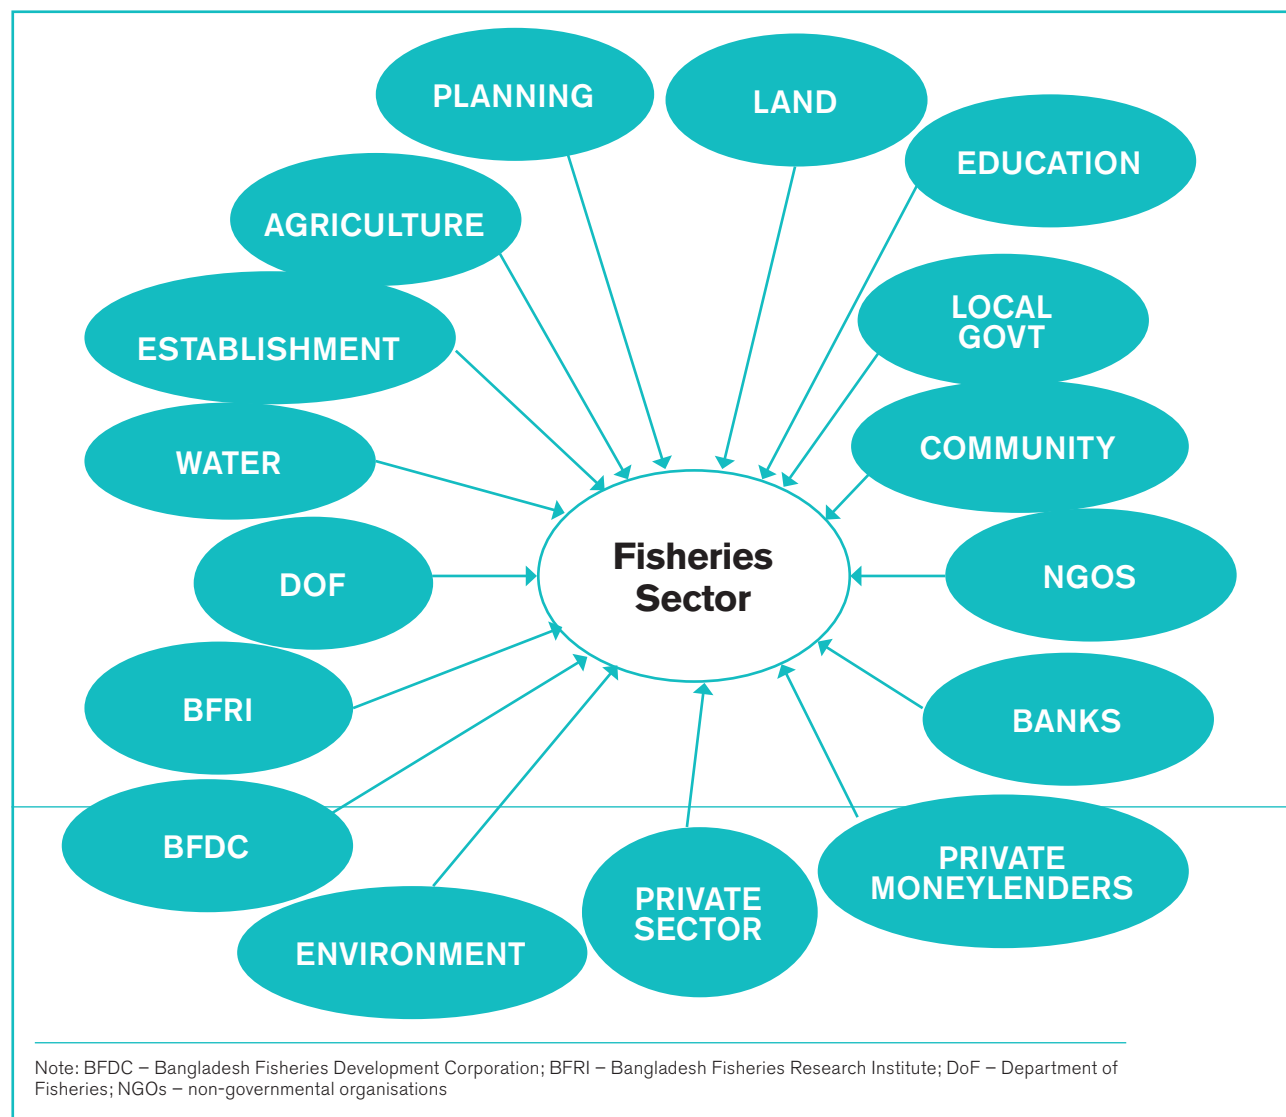 PLANNING
LAND
EDUCATION
AGRICULTURE
LOCAL
GOVT
ESTABLISHMENT
COMMUNITY
WATER
Fisheries
Sector
DOF
NGOS
BFRI
BANKS
BFDC
PRIVATE
MONEYLENDERS
PRIVATE
SECTOR
ENVIRONMENT
Note: BFDC – Bangladesh Fisheries Development Corporation; BFRI – Bangladesh Fisheries Research Institute; DoF – Department of
Fisheries; NGOs – non-governmental organisations